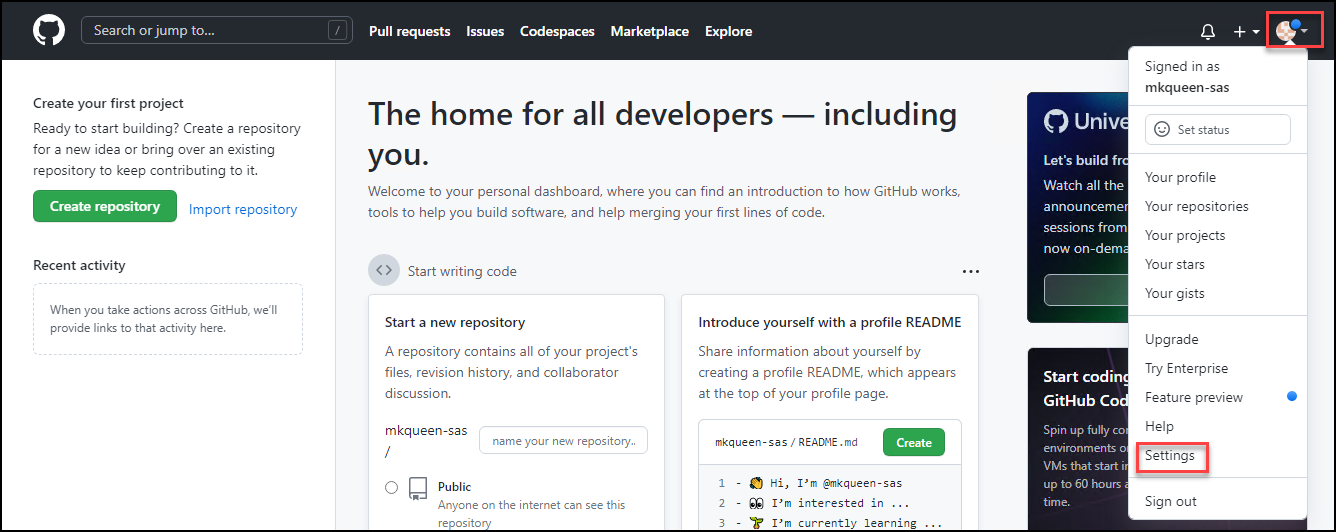 Search or jump to... /
Pull requests
Issues
Codespaces
Marketplace
Explore
Create your first project
Ready to start building? Create a repository
for a new idea or bring over an existing
repository to keep contributing to it.
Create repository
Import repository
Recent activity
When you take actions across GitHub, we'll
provide links to that activity here.
The home for all developers — including
you.
Welcome to your personal dashboard, where you can find an introduction to how GitHub works,
tools to help you build software, and help merging your first lines of code.
Start writing code
Start a new repository
A repository contains all of your project's
files, revision history, and collaborator
discussion.
mkqueen-sas
/
name your new repository..
Public
Anyone on the internet can see this
repository
Introduce yourself with a profile README
Share information about yourself by
creating a profile README, which appears
at the top of your profile page.
mkqueen-sas / README.md
Create
1 - 👋 Hi, I'm @mkqueen-sas
2 - 👀 I'm interested in ...
3 - 🌱 I'm currently learning ...
Unive
Let's build fro
Watch all the
announcemen
sessions from
now on-dema
Start coding
GitHub Cod
Spin up fully co
environments o
VMs that start i
up to 60 hours a
time.
Signed in as
mkqueen-sas
Set status
Your profile
Your repositories
Your projects
Your stars
Your gists
Upgrade
Try Enterprise
Feature preview
Help
Settings
Sign out